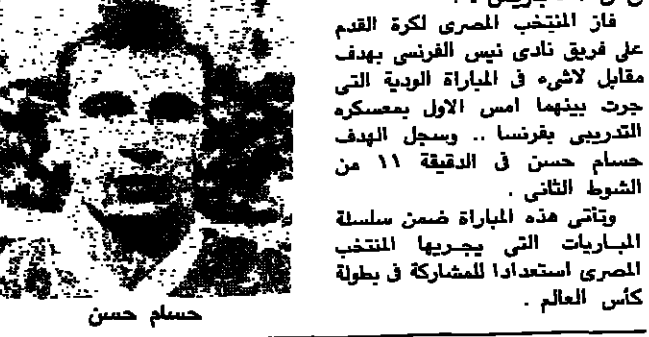 فاز المنتخب المصرى لكرة القدم
على فريق نادى نيس الفرنسى بهدف
مقابل لاشىء فى المباراة الودية التى
جرت بينهما امس الاول بمعسكره
التدريبى بفرنسا .. وسجل الهدف
حسام حسن فى الدقيقة ١١ من
الشوط الثانى .
وتأتى هذه المباراة ضمن سلسلة
المباريات التى يجريها المنتخب
المصرى استعدادا للمشاركة فى بطولة
كأس العالم .
حسام حسن